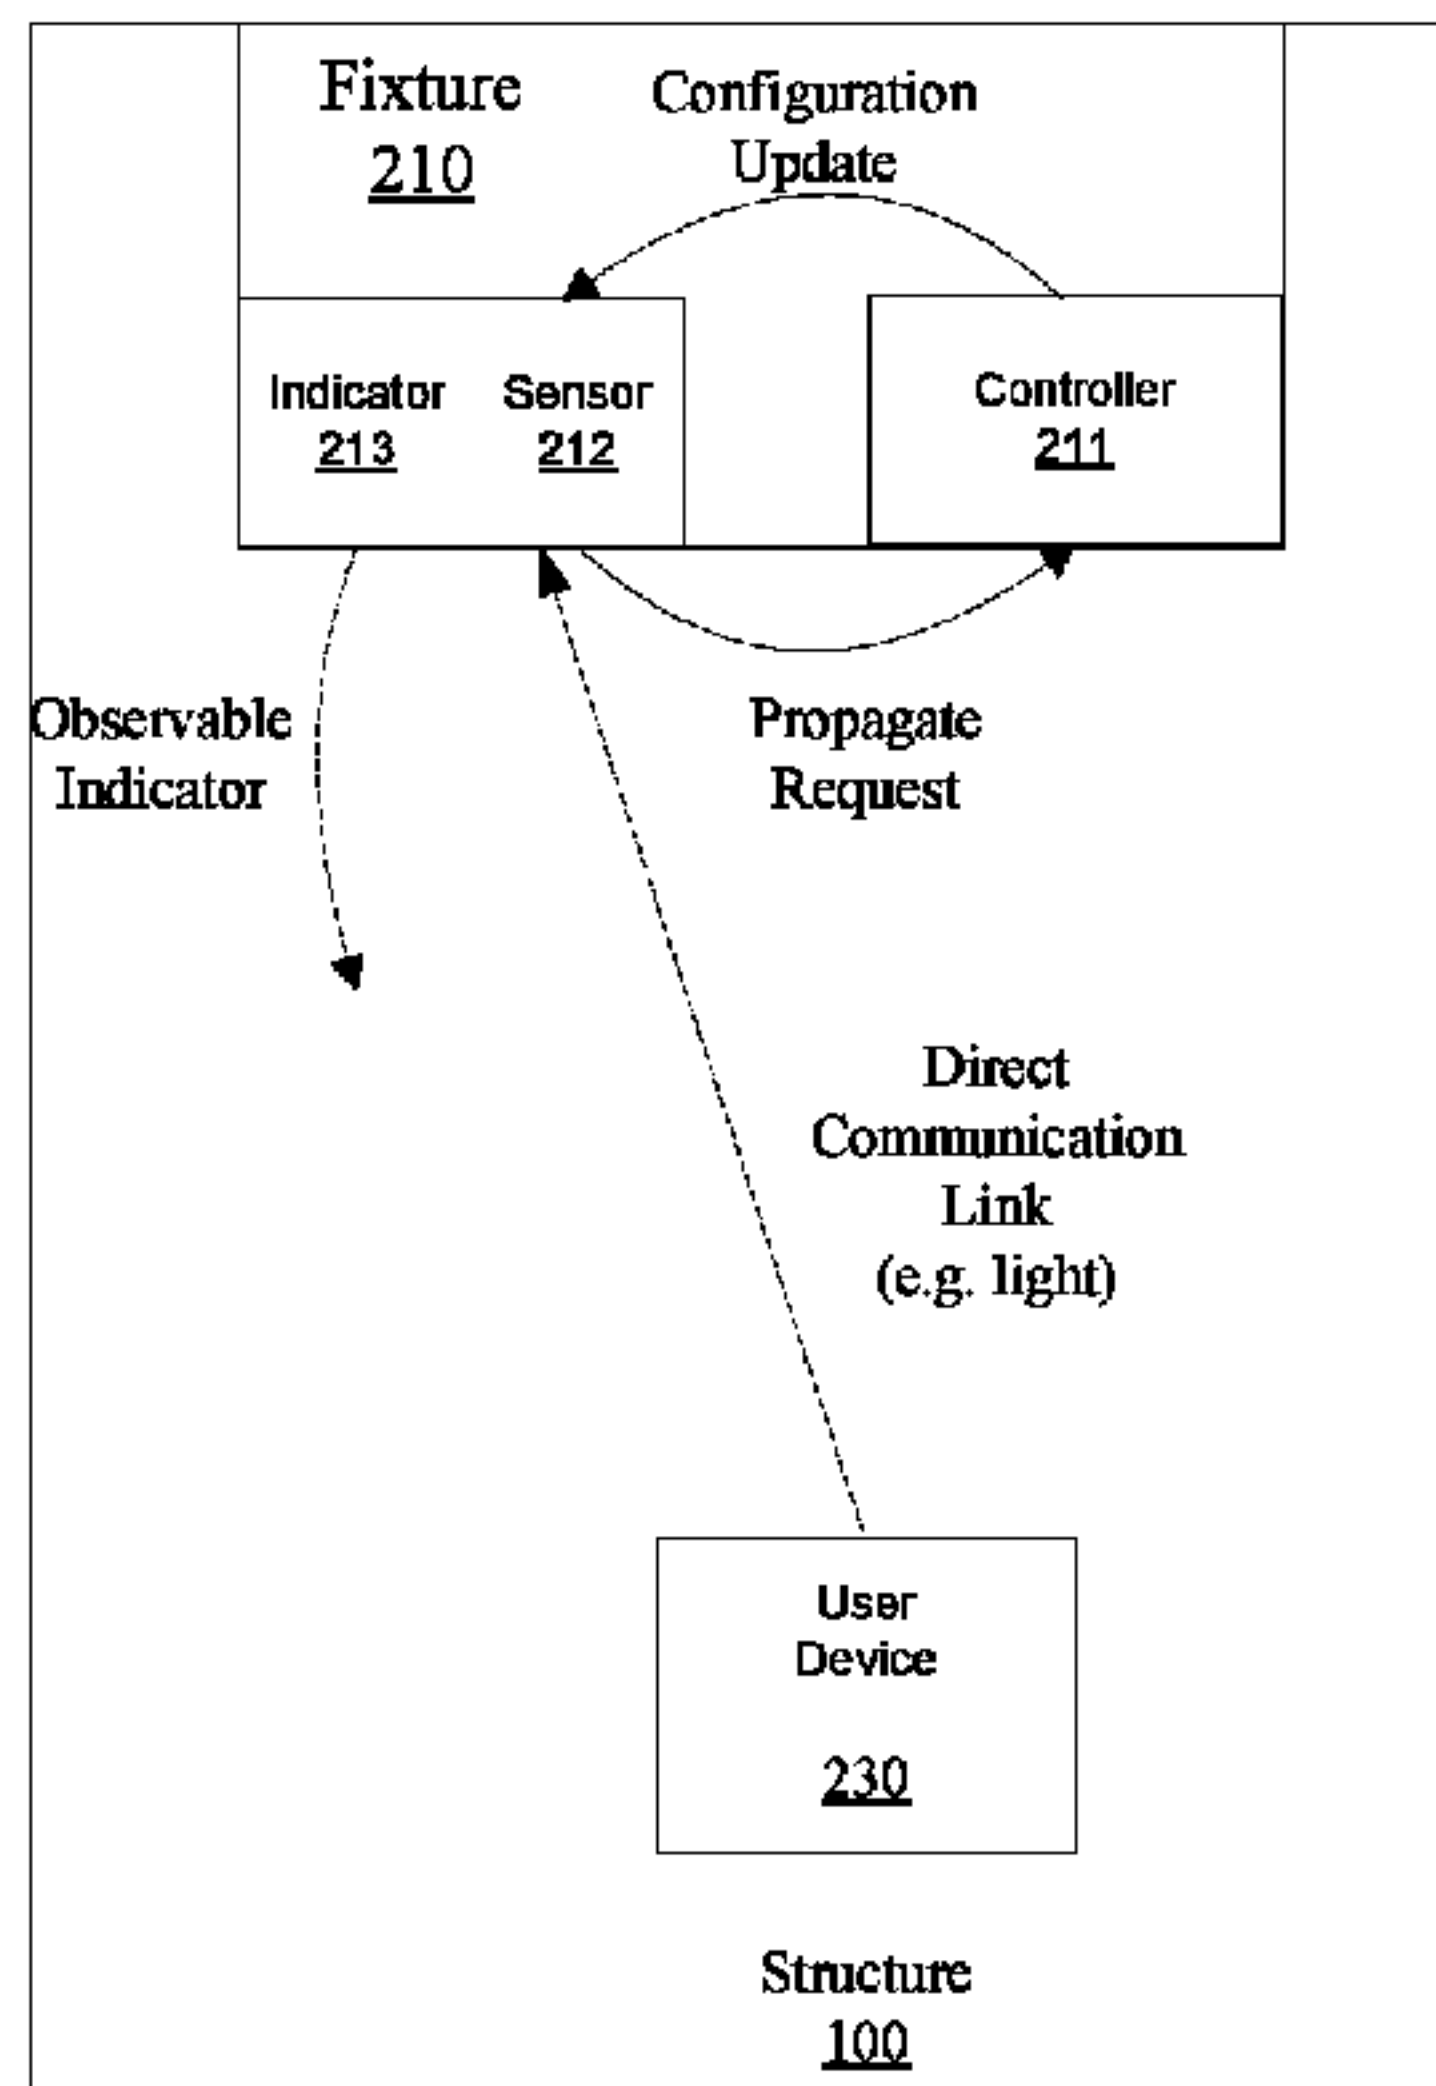 Fixture
210
Configuration
Update
Indicator
213
Sensor
212
Controller
211
Observable
Indicator
Propagate
Request
Direct
Communication
Link
(e.g. light)
User
Device
230
Structure
100